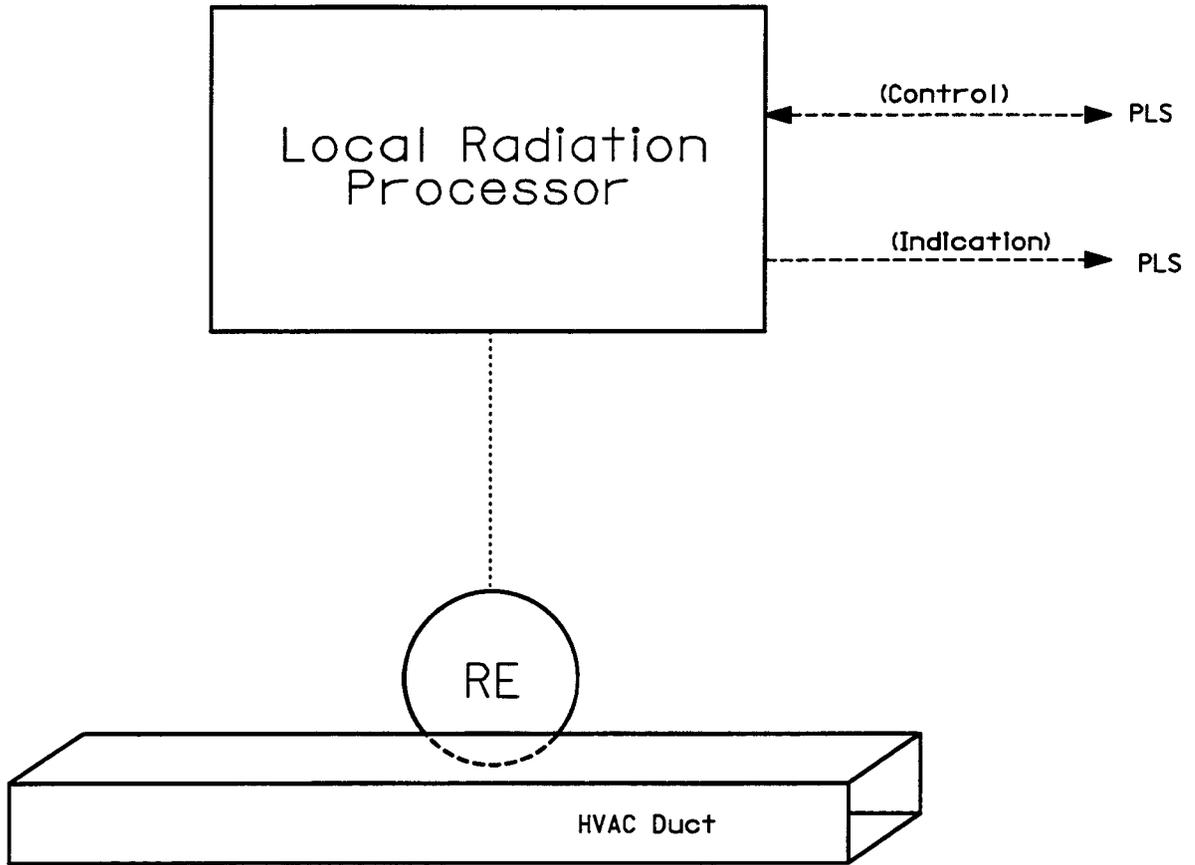 Local Radiation
Processor
(Control)
PLS
(Indication)
PLS
RE
HVAC Duct